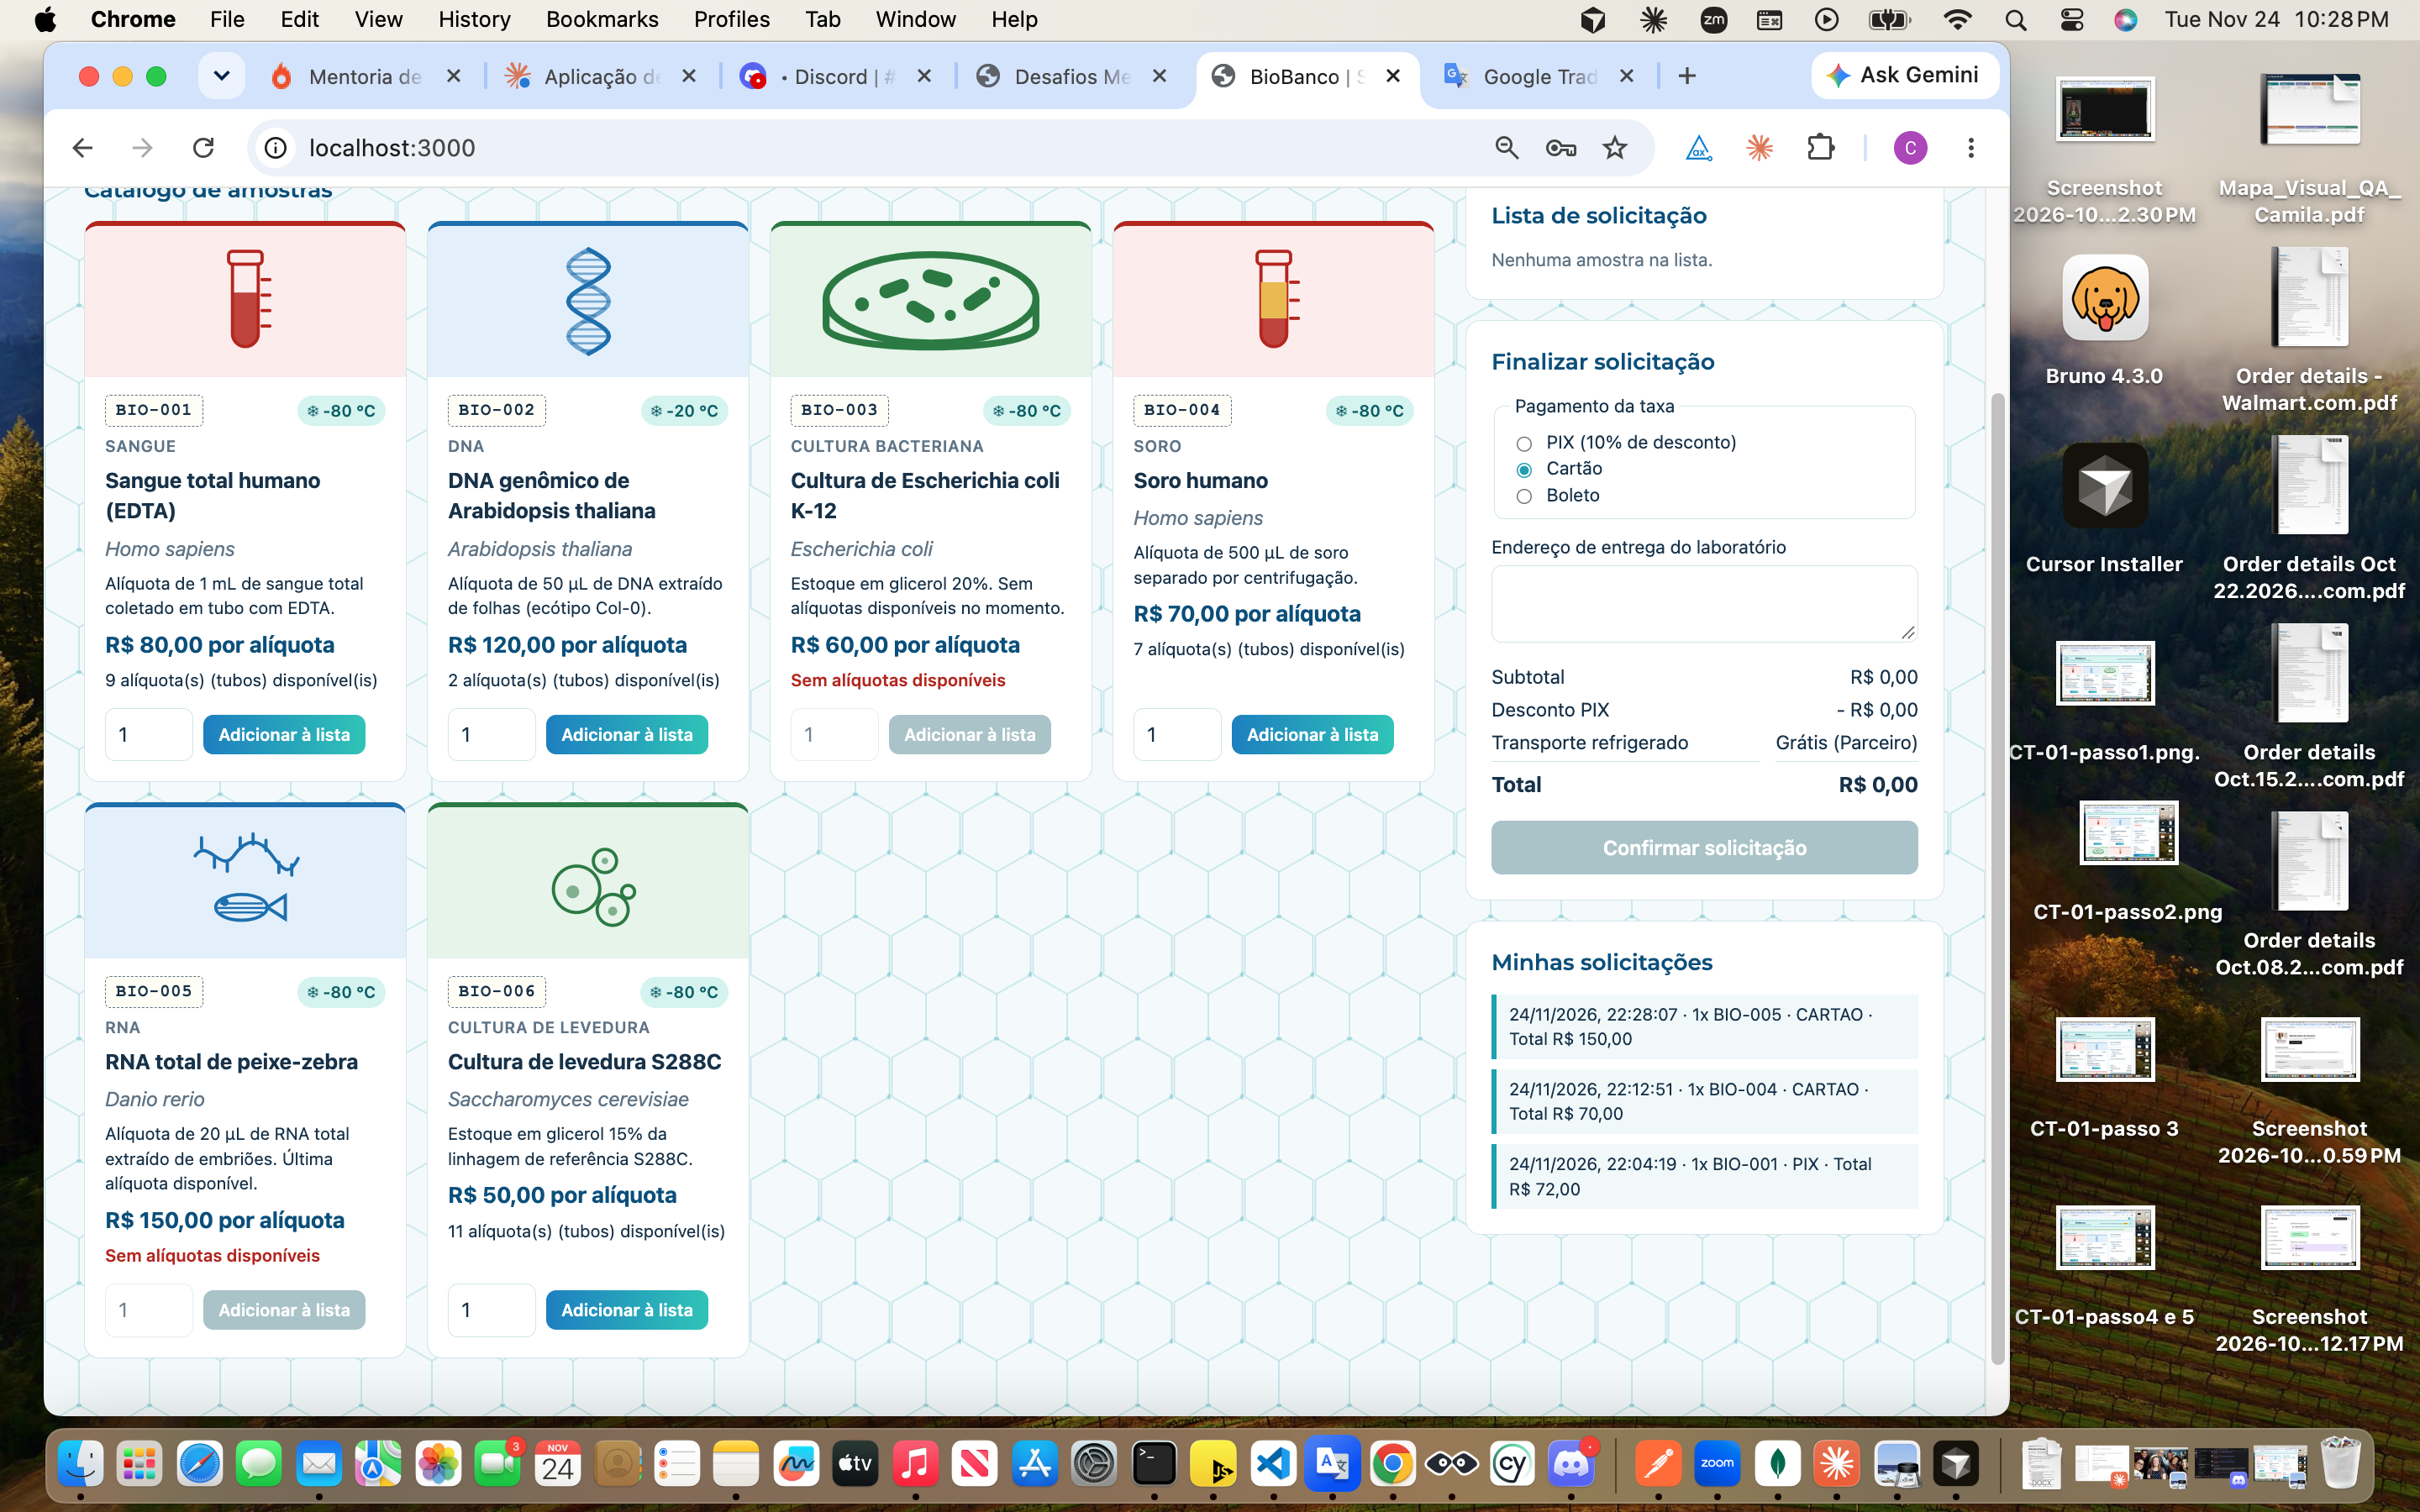 Chrome File Edit View History Bookmarks Profiles Tab Window Help
zm
Tue Nov 24 10:28 PM
Mentoria de
Aplicação de
• Discord | #
Desafios Me
BioBanco | S
Google Trad
Ask Gemini
localhost:3000
C
Catálogo de amostras
BIO-001
❄ -80 °C
SANGUE
Sangue total humano
(EDTA)
Homo sapiens
Alíquota de 1 mL de sangue total
coletado em tubo com EDTA.
R$ 80,00 por alíquota
9 alíquota(s) (tubos) disponível(is)
1
Adicionar à lista
BIO-002
❄ -20 °C
DNA
DNA genômico de
Arabidopsis thaliana
Arabidopsis thaliana
Alíquota de 50 µL de DNA extraído
de folhas (ecótipo Col-0).
R$ 120,00 por alíquota
2 alíquota(s) (tubos) disponível(is)
1
Adicionar à lista
BIO-003
❄ -80 °C
CULTURA BACTERIANA
Cultura de Escherichia coli
K-12
Escherichia coli
Estoque em glicerol 20%. Sem
alíquotas disponíveis no momento.
R$ 60,00 por alíquota
Sem alíquotas disponíveis
1
Adicionar à lista
BIO-004
❄ -80 °C
SORO
Soro humano
Homo sapiens
Alíquota de 500 µL de soro
separado por centrifugação.
R$ 70,00 por alíquota
7 alíquota(s) (tubos) disponível(is)
1
Adicionar à lista
BIO-005
❄ -80 °C
RNA
RNA total de peixe-zebra
Danio rerio
Alíquota de 20 µL de RNA total
extraído de embriões. Última
alíquota disponível.
R$ 150,00 por alíquota
Sem alíquotas disponíveis
1
Adicionar à lista
BIO-006
❄ -80 °C
CULTURA DE LEVEDURA
Cultura de levedura S288C
Saccharomyces cerevisiae
Estoque em glicerol 15% da
linhagem de referência S288C.
R$ 50,00 por alíquota
11 alíquota(s) (tubos) disponível(is)
1
Adicionar à lista
Lista de solicitação
Nenhuma amostra na lista.
Finalizar solicitação
Pagamento da taxa
PIX (10% de desconto)
Cartão
Boleto
Endereço de entrega do laboratório
Subtotal R$ 0,00
Desconto PIX - R$ 0,00
Transporte refrigerado Grátis (Parceiro)
Total R$ 0,00
Confirmar solicitação
Minhas solicitações
24/11/2026, 22:28:07 · 1x BIO-005 · CARTAO ·
Total R$ 150,00
24/11/2026, 22:12:51 · 1x BIO-004 · CARTAO ·
Total R$ 70,00
24/11/2026, 22:04:19 · 1x BIO-001 · PIX · Total
R$ 72,00
Screenshot
2026-10...2.30 PM
Mapa_Visual_QA_
Camila.pdf
Bruno 4.3.0
Order details -
Walmart.com.pdf
Cursor Installer
Order details Oct
22.2026....com.pdf
CT-01-passo1.png.
Order details
Oct.15.2....com.pdf
CT-01-passo2.png
Order details
Oct.08.2...com.pdf
CT-01-passo 3
Screenshot
2026-10...0.59 PM
CT-01-passo4 e 5
Screenshot
2026-10...12.17 PM
3
NOV
24
tv
JS
cy
zoom
DOCX